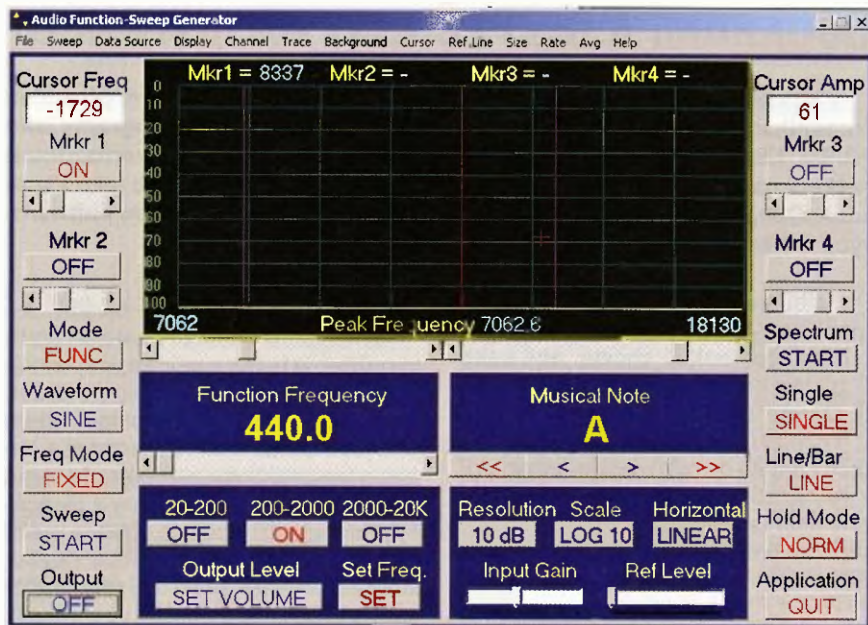 Audio Function-Sweep Generator
File Sweep Data Source Display Channel Trace Background Cursor Ref.Line Size Rate Avg Help
Cursor Freq
-1729
Mrkr 1
ON
Mrkr 2
OFF
Mode
FUNC
Waveform
SINE
Freq Mode
FIXED
Sweep
START
Output
OFF
Mkr1 = 8337 Mkr2 = - Mkr3 = - Mkr4 = -
0
10
20
30
40
50
60
70
80
90
100
7062 Peak Frequency 7062.6 18130
Function Frequency
440.0
Musical Note
A
<< < > >>
20-200 200-2000 2000-20K
OFF ON OFF
Output Level Set Freq.
SET VOLUME SET
Resolution Scale Horizontal
10 dB LOG 10 LINEAR
Input Gain Ref Level
Cursor Amp
61
Mrkr 3
OFF
Mrkr 4
OFF
Spectrum
START
Single
SINGLE
Line/Bar
LINE
Hold Mode
NORM
Application
QUIT